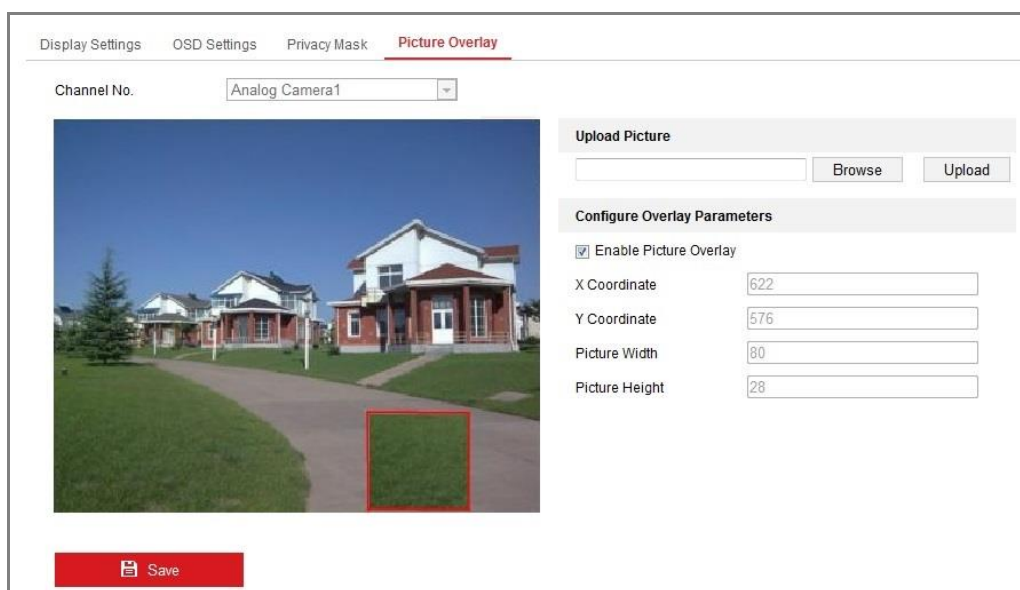 Display Settings OSD Settings Privacy Mask Picture Overlay
Channel No. Analog Camera1
Upload Picture
Browse Upload
Configure Overlay Parameters
Enable Picture Overlay
X Coordinate 622
Y Coordinate 576
Picture Width 80
Picture Height 28
Save